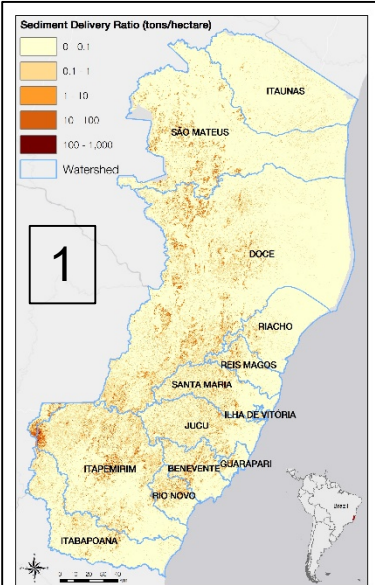 Sediment Delivery Ratio (tons/hectare)
0 - 0.1
0.1 - 1
1 - 10
10 - 100
100 - 1,000
Watershed
ITAUNAS
SÃO MATEUS
1
DOCE
RIACHO
REIS MAGOS
SANTA MARIA
ILHA DE VITÓRIA
JUCU
GUARAPARI
ITAPEMIRIM
BENEVENTE
RIO NOVO
Brazil
ITABAPOANA